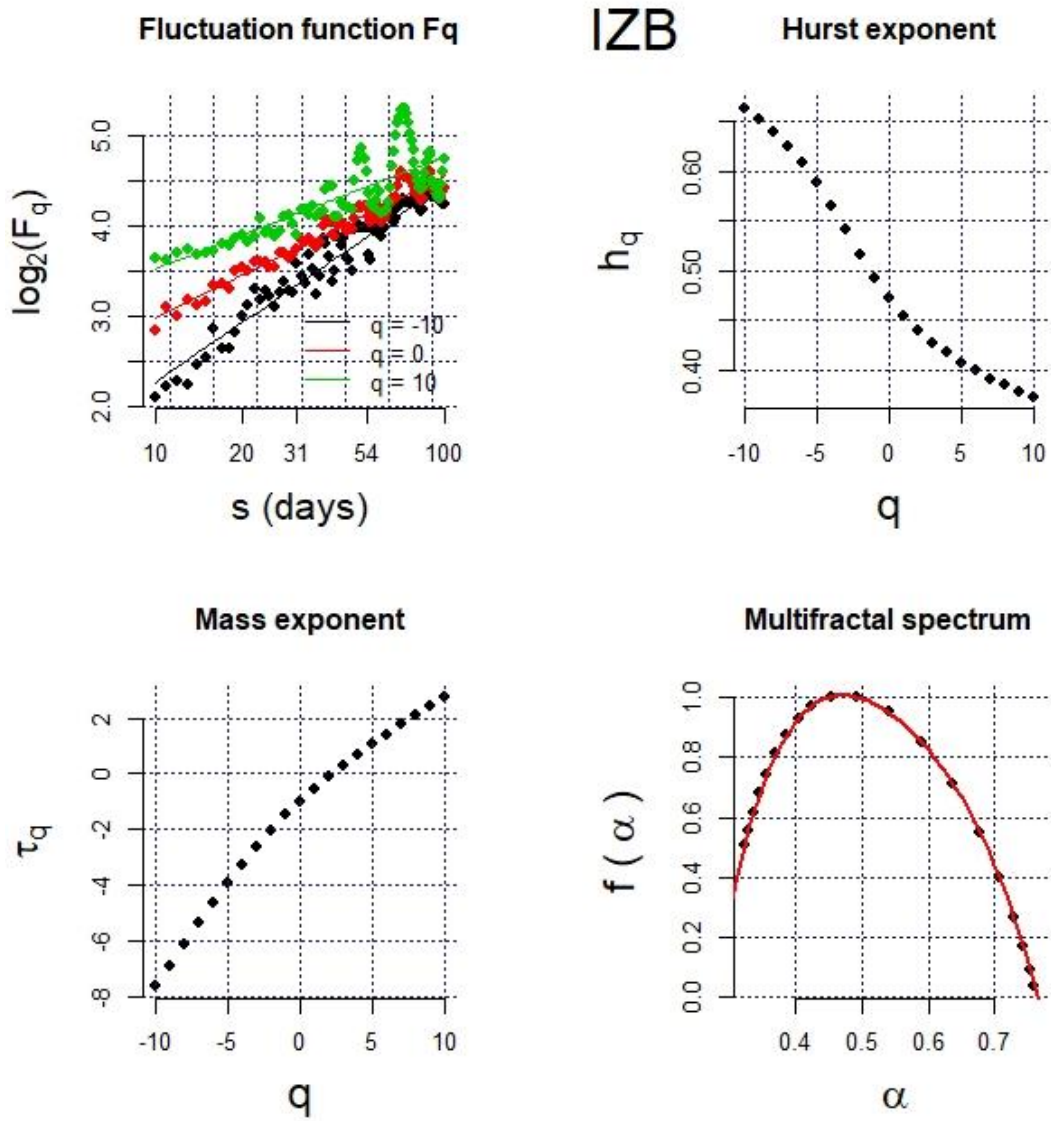 IZB
Fluctuation function Fq
log2(Fq)
5.0
4.0
3.0
2.0
q = -10
q = 0
q = 10
10 20 31 54 100
s (days)
Hurst exponent
hq
0.60
0.50
0.40
-10 -5 0 5 10
q
Mass exponent
τq
2
0
-2
-4
-6
-8
-10 -5 0 5 10
q
Multifractal spectrum
f ( α )
1.0
0.8
0.6
0.4
0.2
0.0
0.4 0.5 0.6 0.7
α